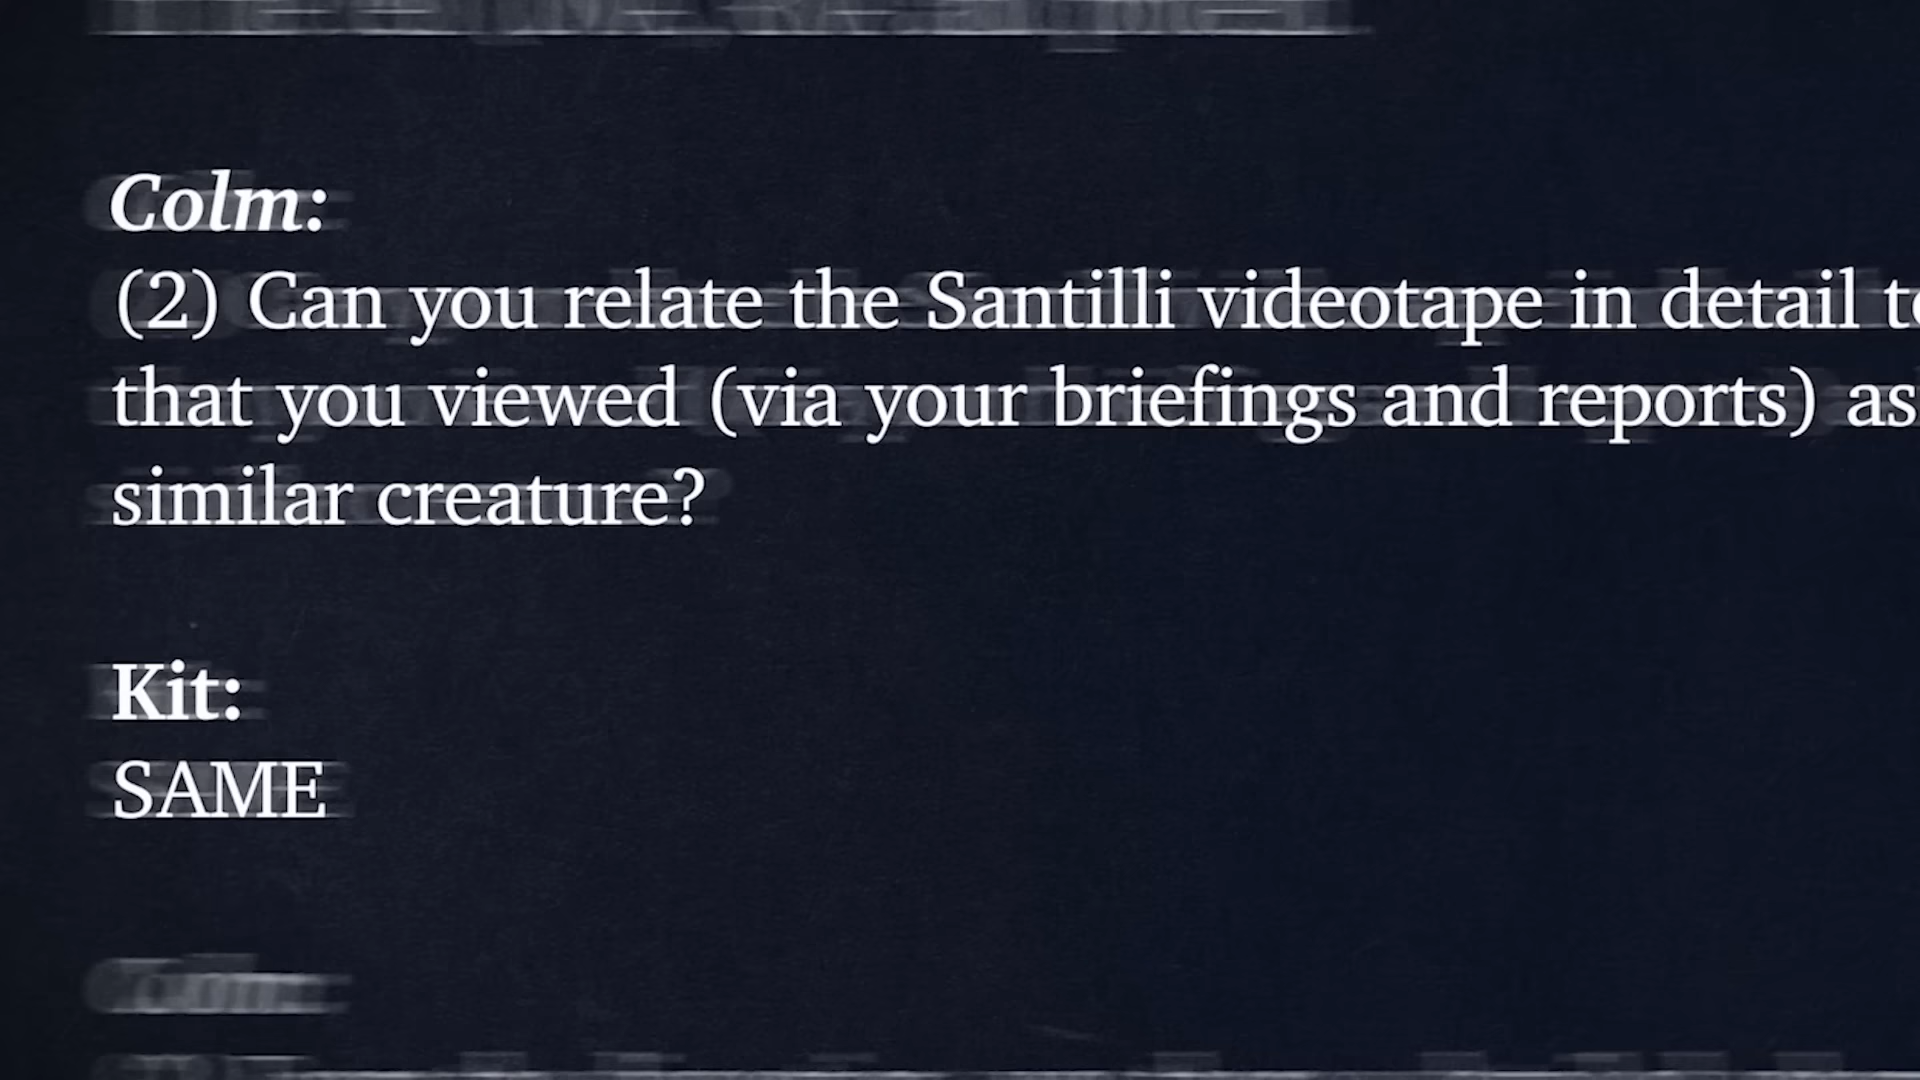 Colm:
(2) Can you relate the Santilli videotape in detail
that you viewed (via your briefings and reports) as
similar creature?
Kit:
SAME